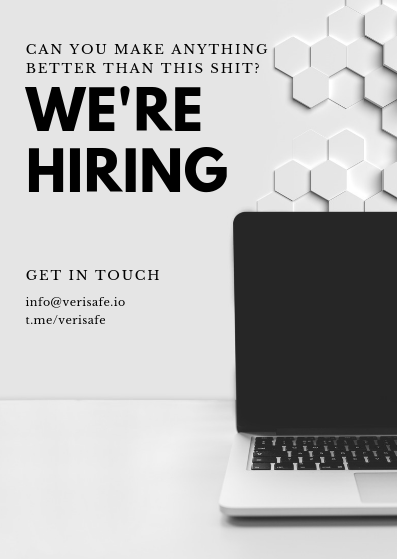 CAN YOU MAKE ANYTHING
BETTER THAN THIS SHIT?
WE'RE
HIRING
GET IN TOUCH
info@verisafe.io
t.me/verisafe